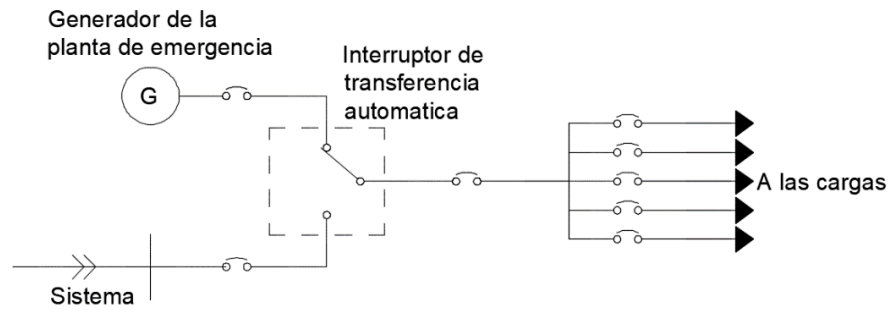 Generador de la
planta de emergencia
Interruptor de
transferencia
automatica
G
A las cargas
Sistema